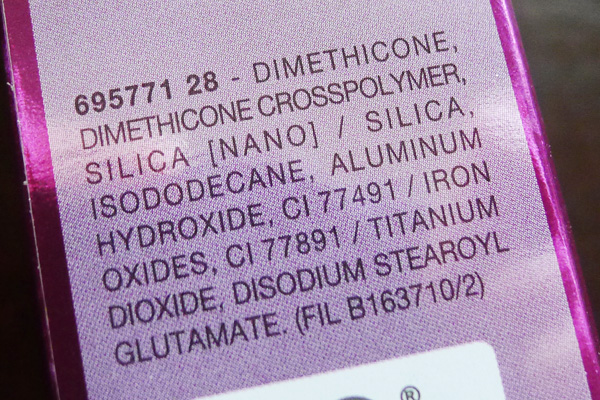 695771 28 - DIMETHICONE,
DIMETHICONE CROSSPOLYMER,
SILICA [NANO] / SILICA,
ISODODECANE, ALUMINUM
HYDROXIDE, CI 77491 / IRON
OXIDES, CI 77891 / TITANIUM
DIOXIDE, DISODIUM STEAROYL
GLUTAMATE. (FIL B163710/2)
®